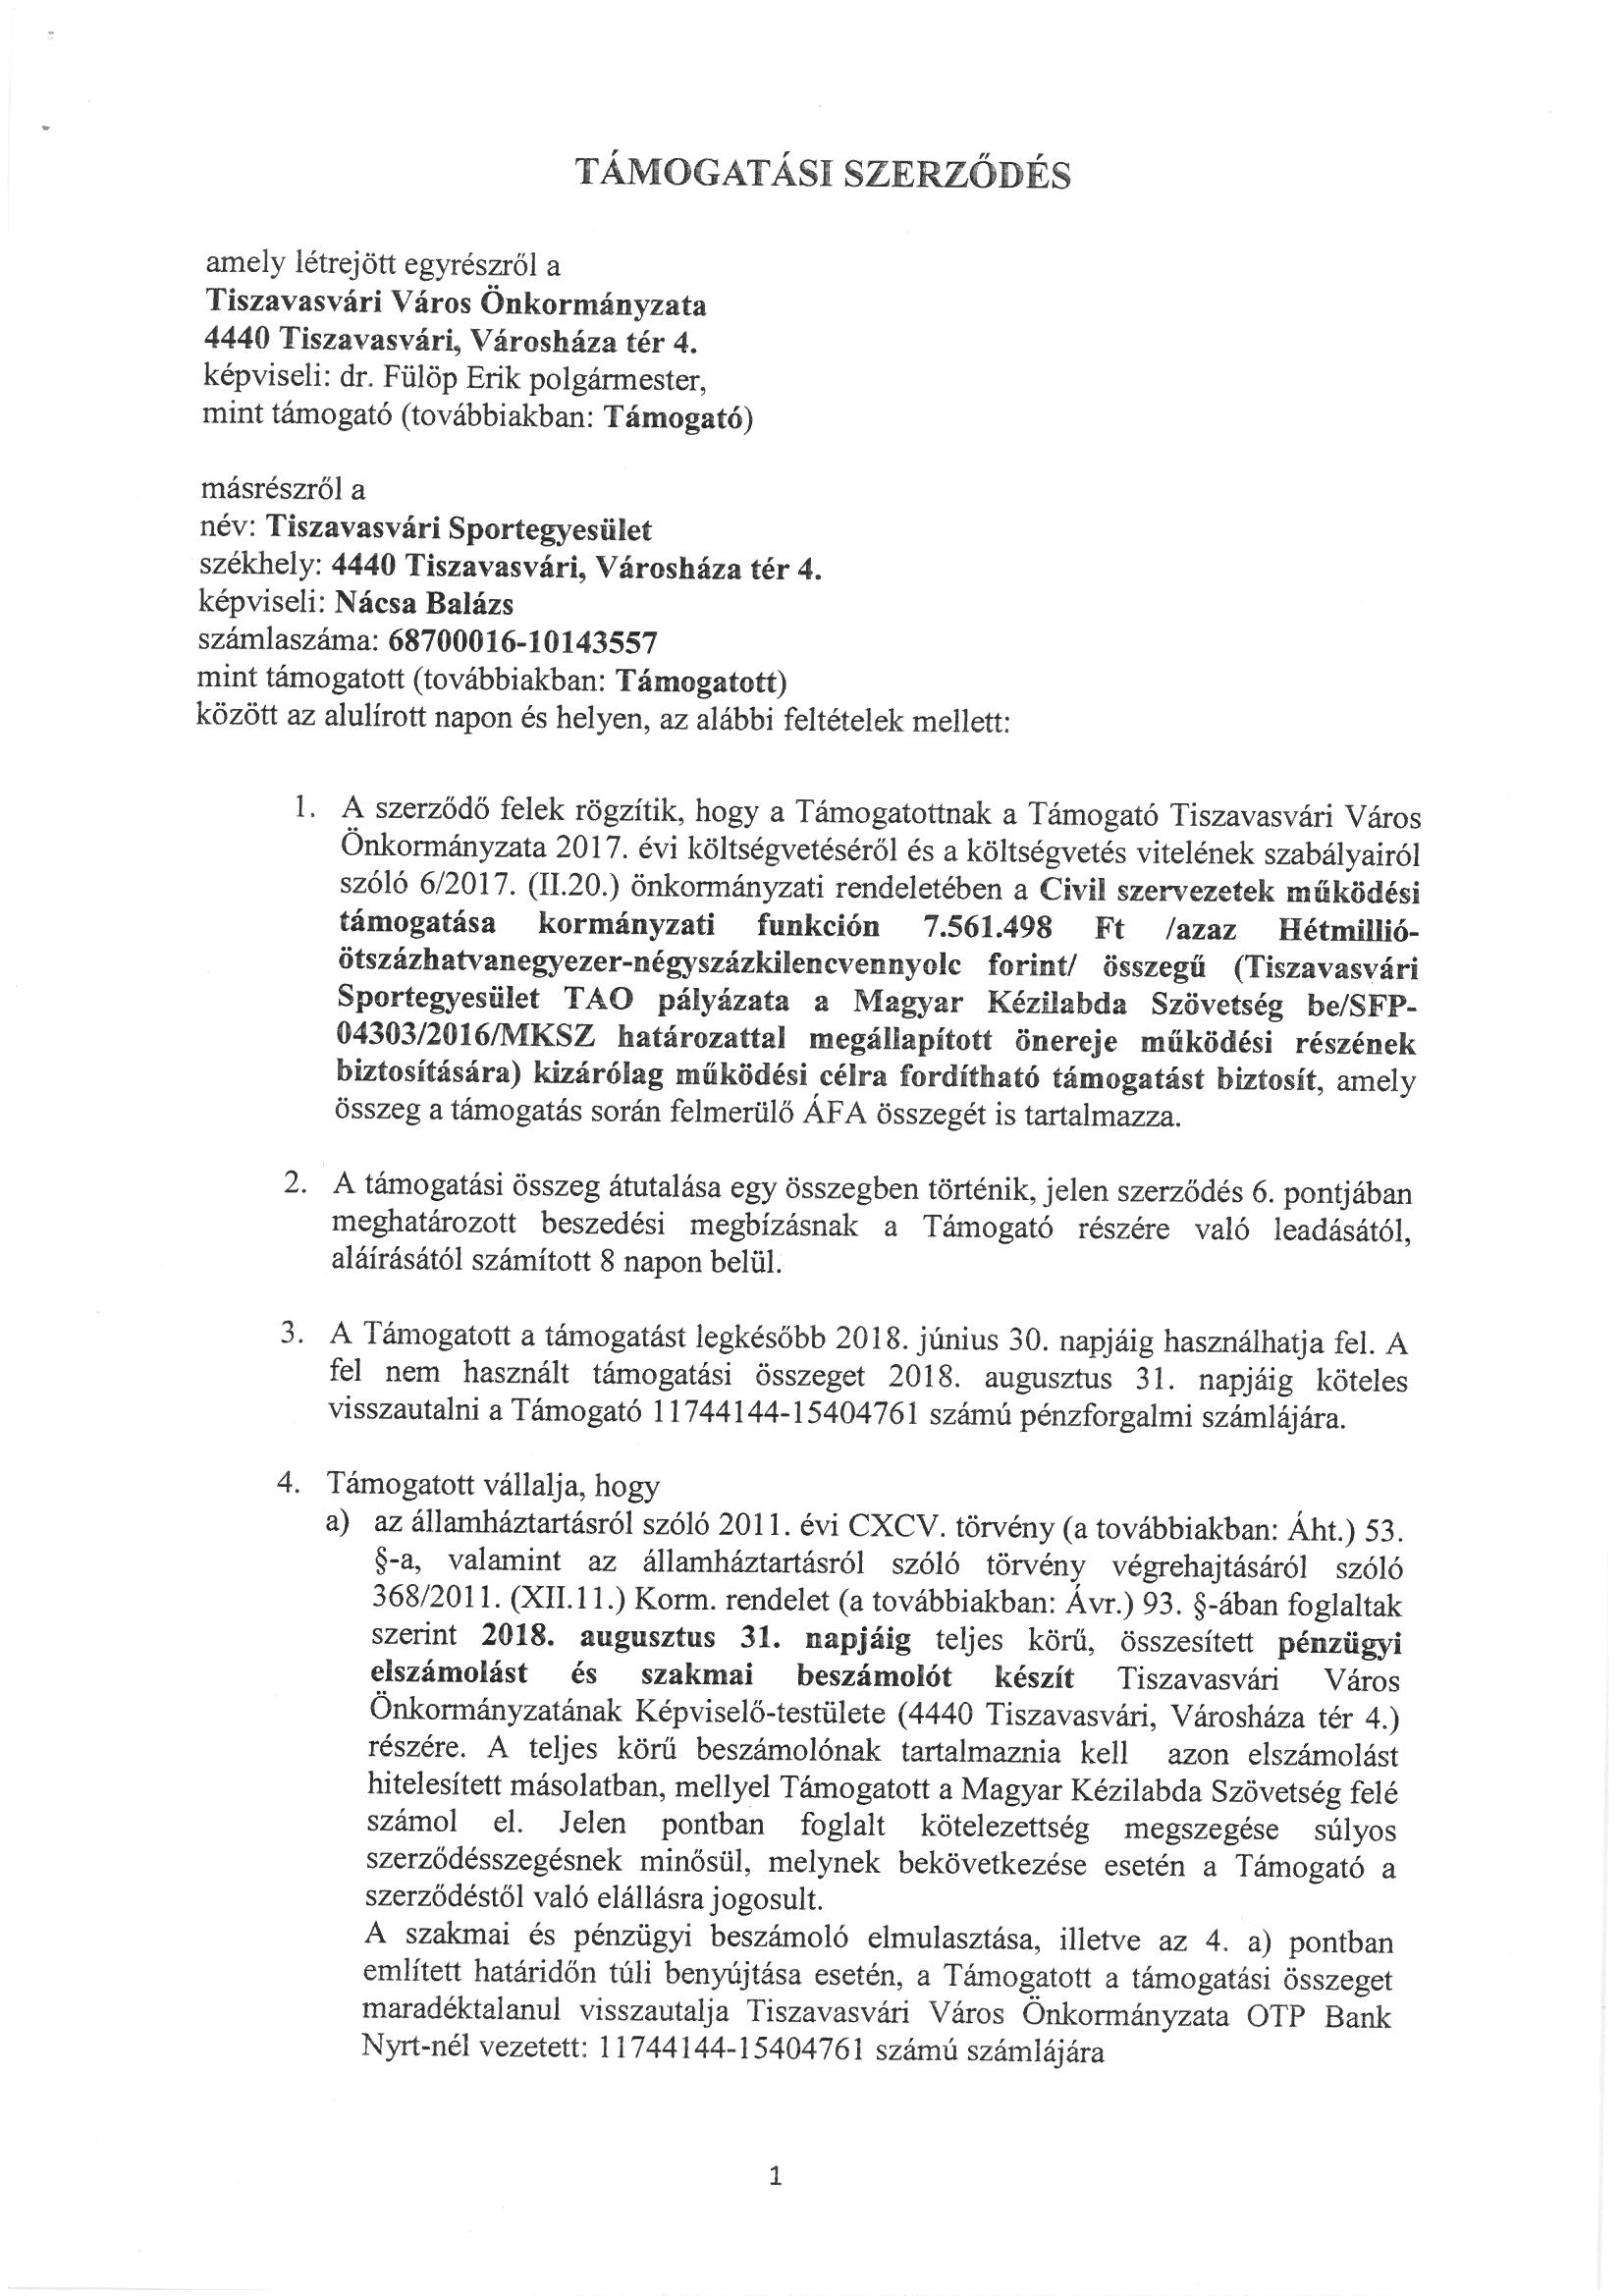 TÁMOGATÁSI SZERZŐDÉS
amely létrejött egyrészről a
Tiszavasvári Város Önkormányzata
4440 Tiszavasvári, Városháza tér 4.
képviseli: dr. Fülöp Erik polgármester,
mint támogató (továbbiakban: Támogató)
másrészről a
név: Tiszavasvári Sportegyesület
székhely: 4440 Tiszavasvári, Városháza tér 4.
képviseli: Nácsa Balázs
számlaszáma: 68700016-10143557
mint támogatott (továbbiakban: Támogatott)
között az alulírott napon és helyen, az alábbi feltételek mellett:
1. A szerződő felek rögzítik, hogy a Támogatottnak a Támogató Tiszavasvári Város
Önkormányzata 2017. évi költségvetéséről és a költségvetés vitelének szabályairól
szóló 6/2017. (II.20.) önkormányzati rendeletében a Civil szervezetek működési
támogatása kormányzati funkción 7.561.498 Ft /azaz Hétmillió-
ötszázhatvanegyezer-négyszázkilencvennyolc forint/ összegű (Tiszavasvári
Sportegyesület TAO pályázata a Magyar Kézilabda Szövetség be/SFP-
04303/2016/MKSZ határozattal megállapított önereje működési részének
biztosítására) kizárólag működési célra fordítható támogatást biztosít, amely
összeg a támogatás során felmerülő ÁFA összegét is tartalmazza.
2. A támogatási összeg átutalása egy összegben történik, jelen szerződés 6. pontjában
meghatározott beszedési megbízásnak a Támogató részére való leadásától,
aláírásától számított 8 napon belül.
3. A Támogatott a támogatást legkésőbb 2018. június 30. napjáig használhatja fel. A
fel nem használt támogatási összeget 2018. augusztus 31. napjáig köteles
visszautalni a Támogató 11744144-15404761 számú pénzforgalmi számlájára.
4. Támogatott vállalja, hogy
a) az államháztartásról szóló 2011. évi CXCV. törvény (a továbbiakban: Áht.) 53.
§-a, valamint az államháztartásról szóló törvény végrehajtásáról szóló
368/2011. (XII.11.) Korm. rendelet (a továbbiakban: Ávr.) 93. §-ában foglaltak
szerint 2018. augusztus 31. napjáig teljes körű, összesített pénzügyi
elszámolást és szakmai beszámolót készít Tiszavasvári Város
Önkormányzatának Képviselő-testülete (4440 Tiszavasvári, Városháza tér 4.)
részére. A teljes körű beszámolónak tartalmaznia kell azon elszámolást
hitelesített másolatban, mellyel Támogatott a Magyar Kézilabda Szövetség felé
számol el. Jelen pontban foglalt kötelezettség megszegése súlyos
szerződésszegésnek minősül, melynek bekövetkezése esetén a Támogató a
szerződéstől való elállásra jogosult.
A szakmai és pénzügyi beszámoló elmulasztása, illetve az 4. a) pontban
említett határidőn túli benyújtása esetén, a Támogatott a támogatási összeget
maradéktalanul visszautalja Tiszavasvári Város Önkormányzata OTP Bank
Nyrt-nél vezetett: 11744144-15404761 számú számlájára
1